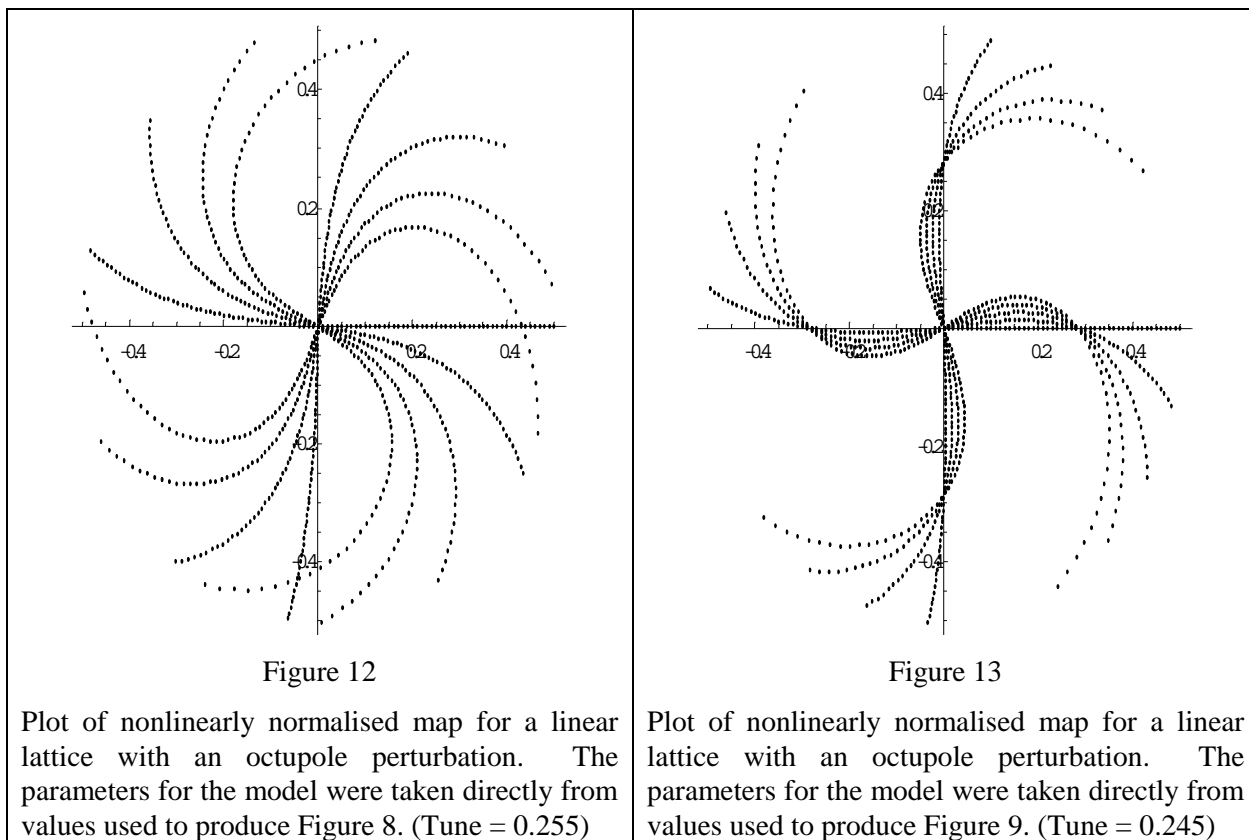 0.4
0.2
-0.4
-0.2
0.2
0.4
-0.2
-0.4
Figure 12
Plot of nonlinearly normalised map for a linear
lattice with an octupole perturbation. The
parameters for the model were taken directly from
values used to produce Figure 8. (Tune = 0.255)
0.4
0.2
-0.4
-0.2
0.2
0.4
-0.2
-0.4
Figure 13
Plot of nonlinearly normalised map for a linear
lattice with an octupole perturbation. The
parameters for the model were taken directly from
values used to produce Figure 9. (Tune = 0.245)